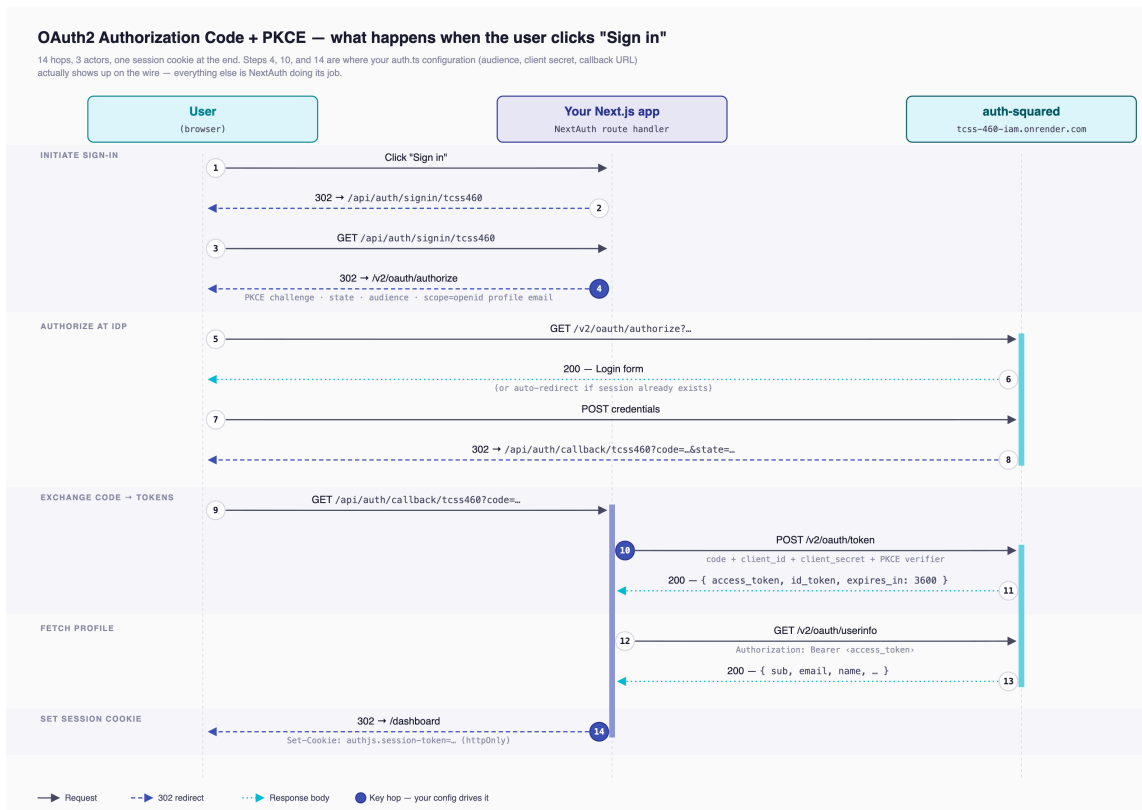 OAuth2 Authorization Code + PKCE — what happens when the user clicks "Sign in"
14 hops, 3 actors, one session cookie at the end. Steps 4, 10, and 14 are where your auth.ts configuration (audience, client secret, callback URL)
actually shows up on the wire — everything else is NextAuth doing its job.
User
(browser)
Your Next.js app
NextAuth route handler
auth-squared
tcss-460-iam.onrender.com
INITIATE SIGN-IN
Click "Sign in"
1
302 → /api/auth/signin/tcss460
2
GET /api/auth/signin/tcss460
3
302 → /v2/oauth/authorize
4
PKCE challenge · state · audience · scope=openid profile email
AUTHORIZE AT IDP
GET /v2/oauth/authorize?…
5
200 — Login form
6
(or auto-redirect if session already exists)
POST credentials
7
302 → /api/auth/callback/tcss460?code=…&state=…
8
EXCHANGE CODE → TOKENS
GET /api/auth/callback/tcss460?code=…
9
POST /v2/oauth/token
10
code + client_id + client_secret + PKCE verifier
200 — { access_token, id_token, expires_in: 3600 }
11
FETCH PROFILE
GET /v2/oauth/userinfo
12
Authorization: Bearer ‹access_token›
200 — { sub, email, name, … }
13
SET SESSION COOKIE
302 → /dashboard
14
Set-Cookie: authjs.session-token=… (httpOnly)
Request
302 redirect
Response body
Key hop — your config drives it